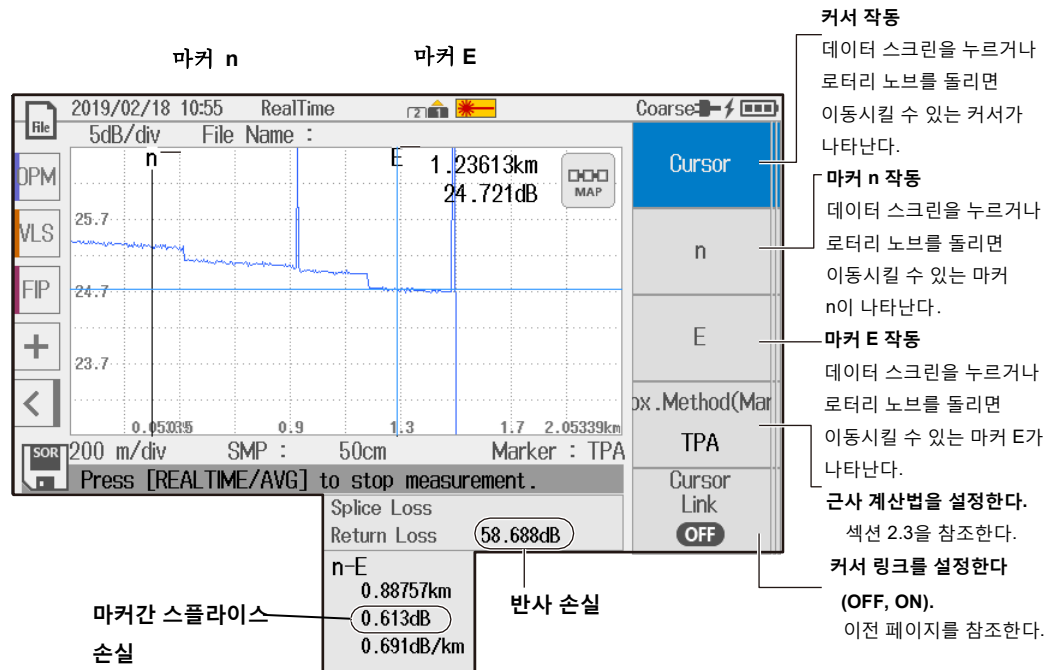 커서 작동
데이터 스크린을 누르거나
로터리 노브를 돌리면
이동시킬 수 있는 커서가
나타난다.
마커 n
마커 E
2019/02/18 10:55 RealTime 2 1 Coarse
File
5dB/div File Name :
n
E
1.23613km
24.721dB
MAP
OPM
VLS
FIP
25.7
24.7
23.7
0.9 1.3 1.7 2.05339km
200 m/div SMP : 50cm Marker : TPA
SOR
Press [REALTIME/AVG] to stop measurement.
Cursor
n
E
ox.Method(Mar
TPA
Cursor
Link
OFF
마커 n 작동
데이터 스크린을 누르거나
로터리 노브를 돌리면
이동시킬 수 있는 마커
n이 나타난다.
마커 E 작동
데이터 스크린을 누르거나
로터리 노브를 돌리면
이동시킬 수 있는 마커 E가
나타난다.
근사 계산법을 설정한다.
섹션 2.3을 참조한다.
커서 링크를 설정한다
(OFF, ON).
이전 페이지를 참조한다.
Splice Loss
Return Loss 58.688dB
n-E
0.88757km
0.613dB
0.691dB/km
마커간 스플라이스
손실
반사 손실